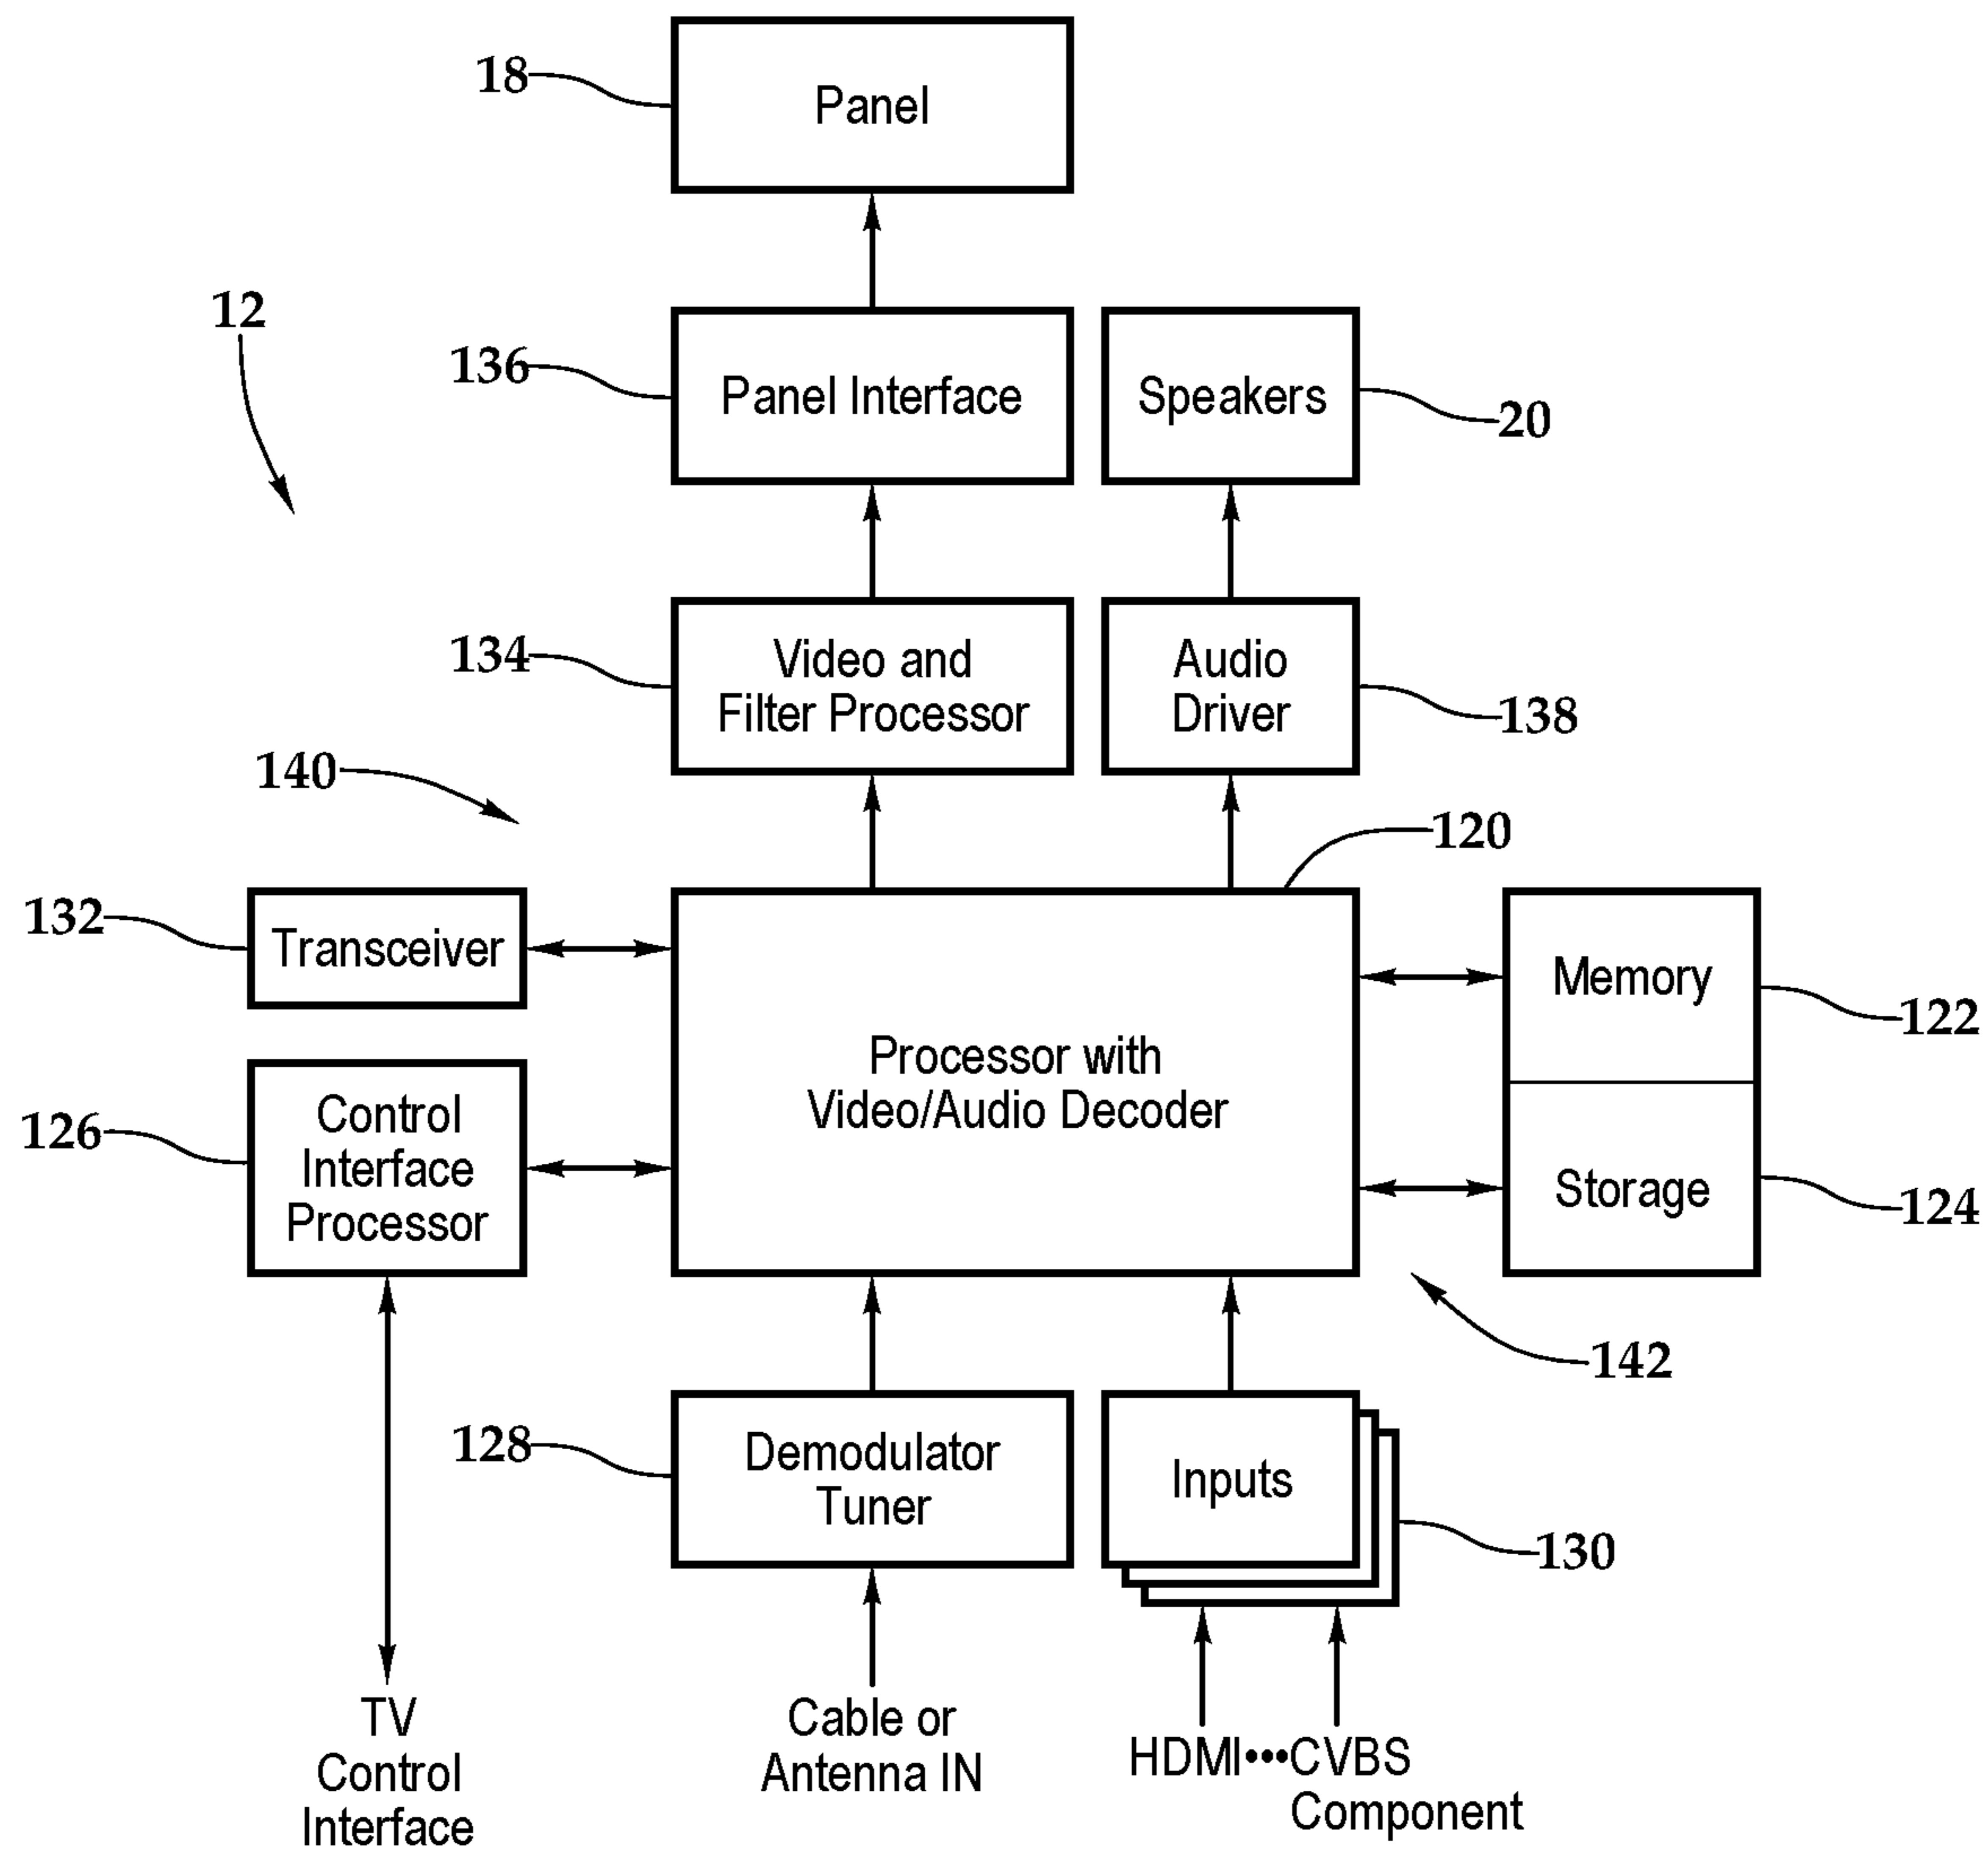 18
Panel
12
136
Panel Interface
Speakers
20
134
Video and
Filter Processor
Audio
Driver
138
140
120
132
Transceiver
Memory
122
Processor with
Video/Audio Decoder
126
Control
Interface
Processor
Storage
124
142
128
Demodulator
Tuner
Inputs
130
TV
Control
Interface
Cable or
Antenna IN
HDMI•••CVBS
Component